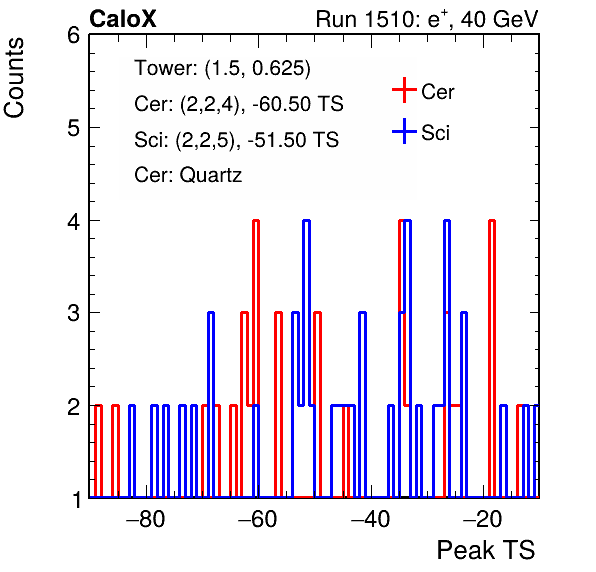 CaloX Run 1510: e⁺, 40 GeV
Counts
6
5
4
3
2
1
Tower: (1.5, 0.625)
Cer: (2,2,4), -60.50 TS
Sci: (2,2,5), -51.50 TS
Cer: Quartz
Cer
Sci
−80 −60 −40 −20
Peak TS